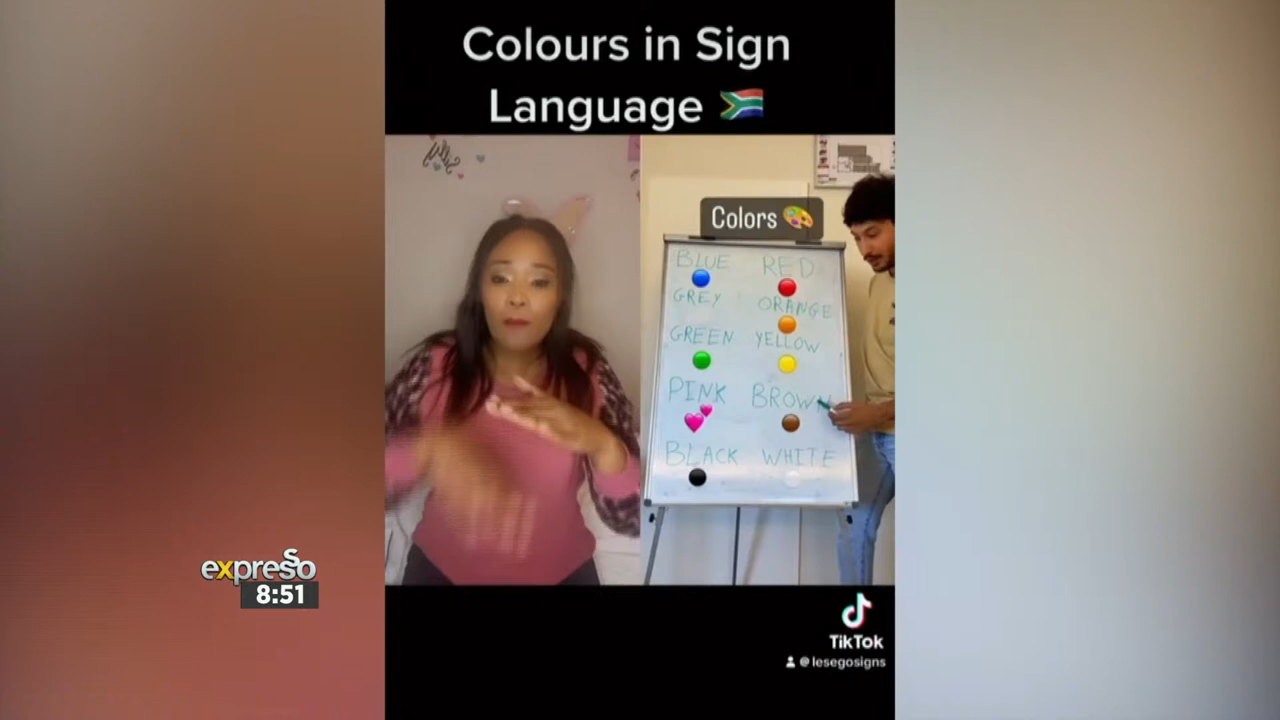 Colours in Sign
Language
Colors
BLUE RED
GREY ORANGE
GREEN YELLOW
PINK BROWN
BLACK WHITE
expresso
8:51
TikTok
@lesegosigns